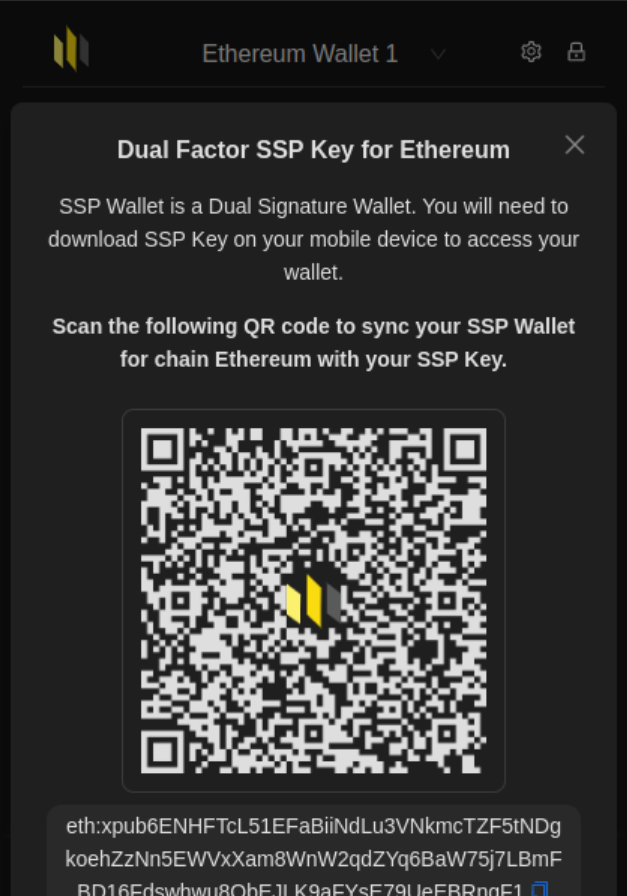 Ethereum Wallet 1
Dual Factor SSP Key for Ethereum
SSP Wallet is a Dual Signature Wallet. You will need to
download SSP Key on your mobile device to access your
wallet.
Scan the following QR code to sync your SSP Wallet
for chain Ethereum with your SSP Key.
eth:xpub6ENHFTcL51EFaBiiNdLu3VNkmcTZF5tNDg
koehZzNn5EWVxXam8WnW2qdZYq6BaW75j7LBmF